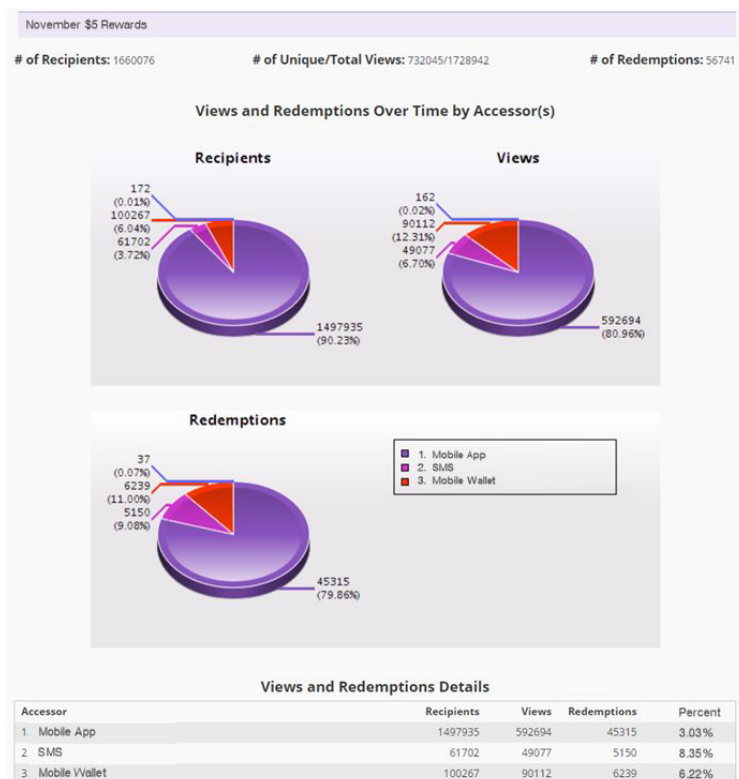 November $5 Rewards
# of Recipients: 1660076 # of Unique/Total Views: 732045/1728942 # of Redemptions: 56741
Views and Redemptions Over Time by Accessor(s)
Recipients
172
(0.01%)
100267
(6.04%)
61702
(3.72%)
1497935
(90.23%)
Views
162
(0.02%)
90112
(12.31%)
49077
(6.70%)
592694
(80.96%)
Redemptions
37
(0.07%)
6239
(11.00%)
5150
(9.08%)
45315
(79.86%)
1. Mobile App
2. SMS
3. Mobile Wallet
Views and Redemptions Details
Accessor Recipients Views Redemptions Percent
1. Mobile App 1497935 592694 45315 3.03%
2 SMS 61702 49077 5150 8.35%
3. Mobile Wallet 100267 90112 6239 6.22%